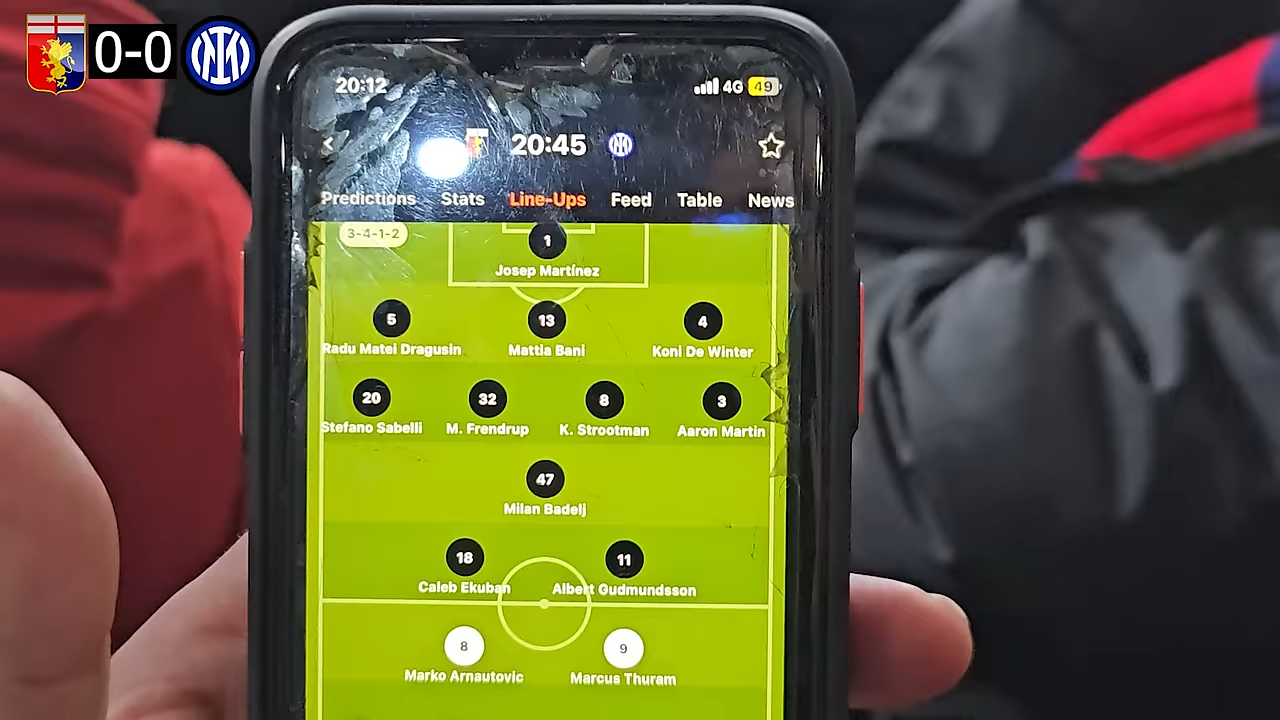 0-0
20:12 4G 49
20:45
Predictions Stats Line-Ups Feed Table News
3-4-1-2
1
Josep Martínez
5 13 4
Radu Matei Dragusin Mattia Bani Koni De Winter
20 32 8 3
Stefano Sabelli M. Frendrup K. Strootman Aaron Martin
47
Milan Badelj
18 11
Caleb Ekuban Albert Gudmundsson
8 9
Marko Arnautovic Marcus Thuram